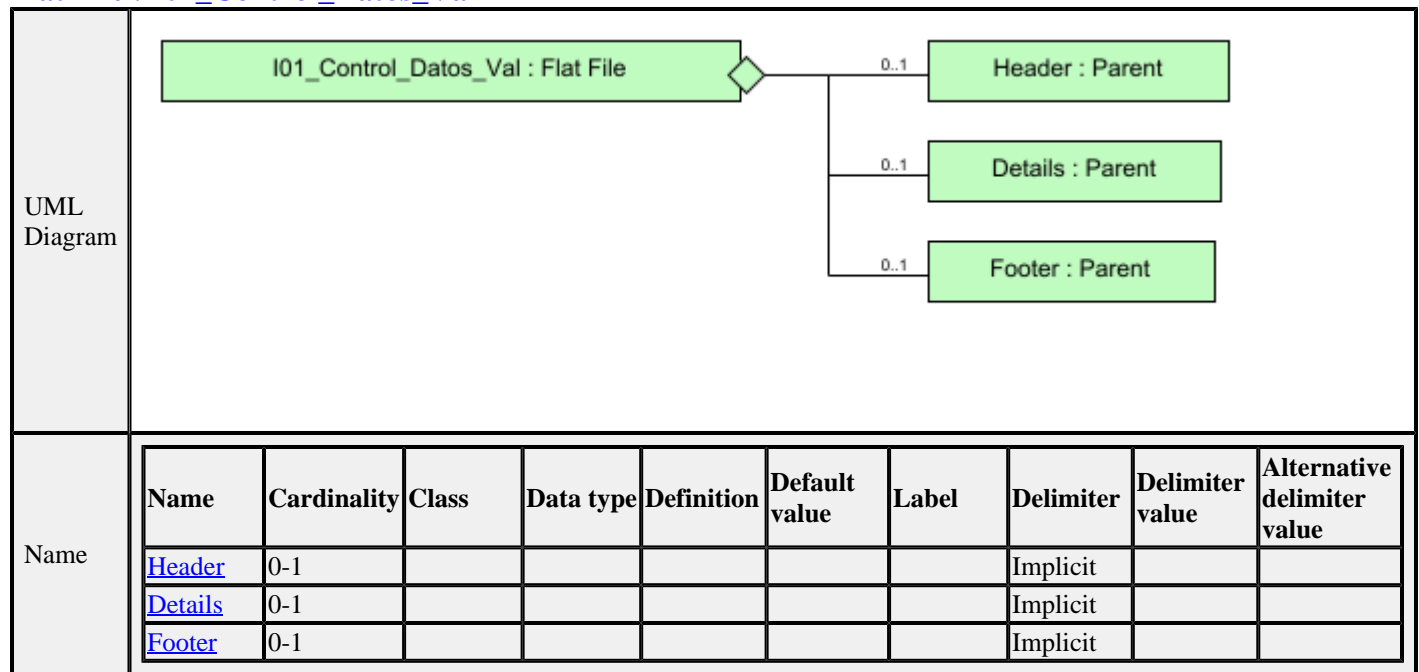 I01_Control_Datos_Val : Flat File
0..1
Header : Parent
0..1
Details : Parent
UML
Diagram
0..1
Footer : Parent
Name
Name Cardinality Class Data type Definition Default value Label Delimiter Delimiter value Alternative delimiter value
Header 0-1 Implicit
Details 0-1 Implicit
Footer 0-1 Implicit